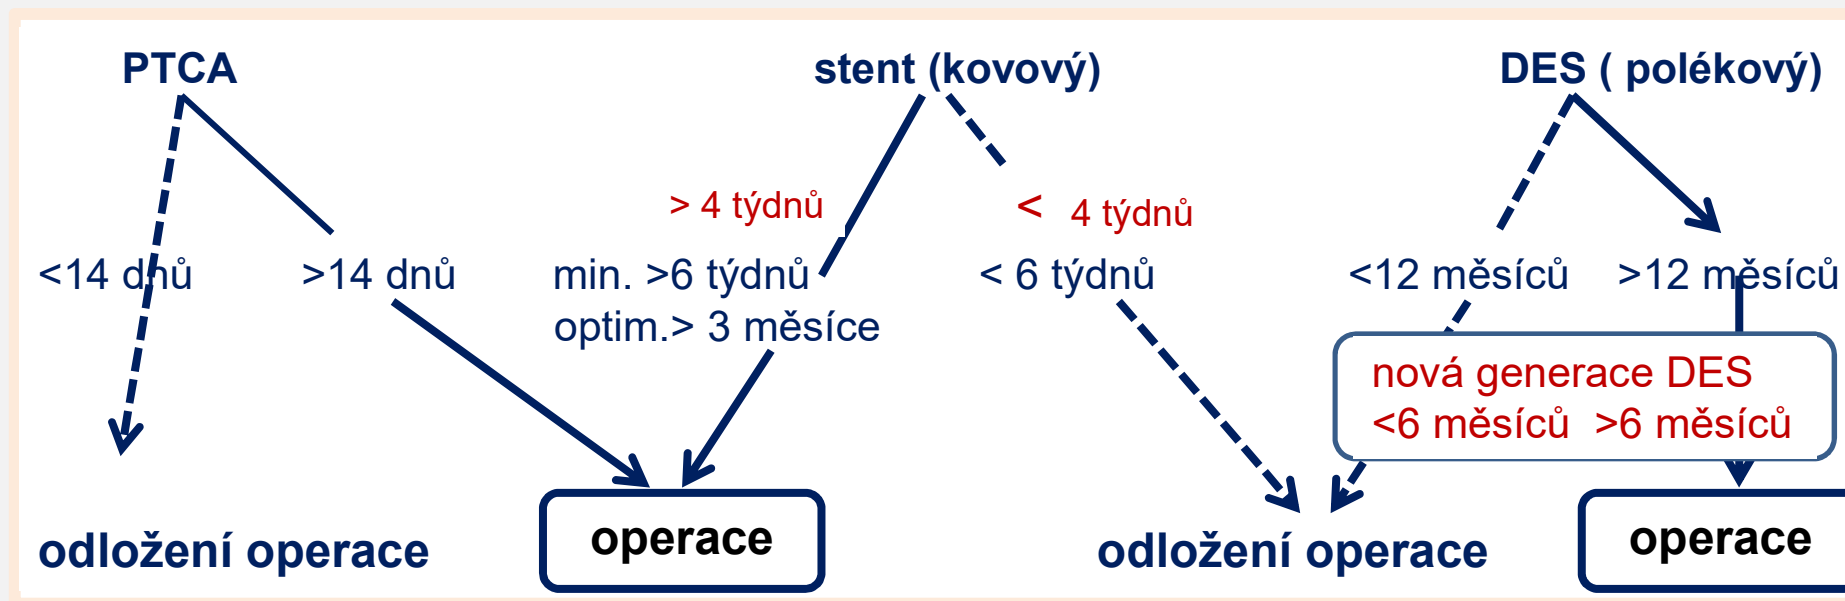 PTCA
stent (kovový)
DES ( polékový)
> 4 týdnů
< 4 týdnů
<14 dnů
>14 dnů
min. >6 týdnů
optim.> 3 měsíce
< 6 týdnů
<12 měsíců
>12 měsíců
nová generace DES
<6 měsíců >6 měsíců
odložení operace
operace
odložení operace
operace